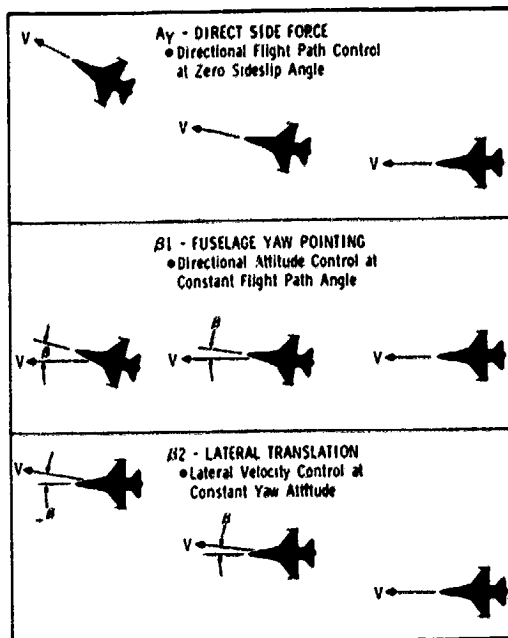 Aγ - DIRECT SIDE FORCE
• Directional Flight Path Control
at Zero Sideslip Angle
V
V
V
β1 - FUSELAGE YAW POINTING
• Directional Attitude Control at
Constant Flight Path Angle
β
β
V
V
V
β2 - LATERAL TRANSLATION
• Lateral Velocity Control at
Constant Yaw Attitude
V
β
β
V
V